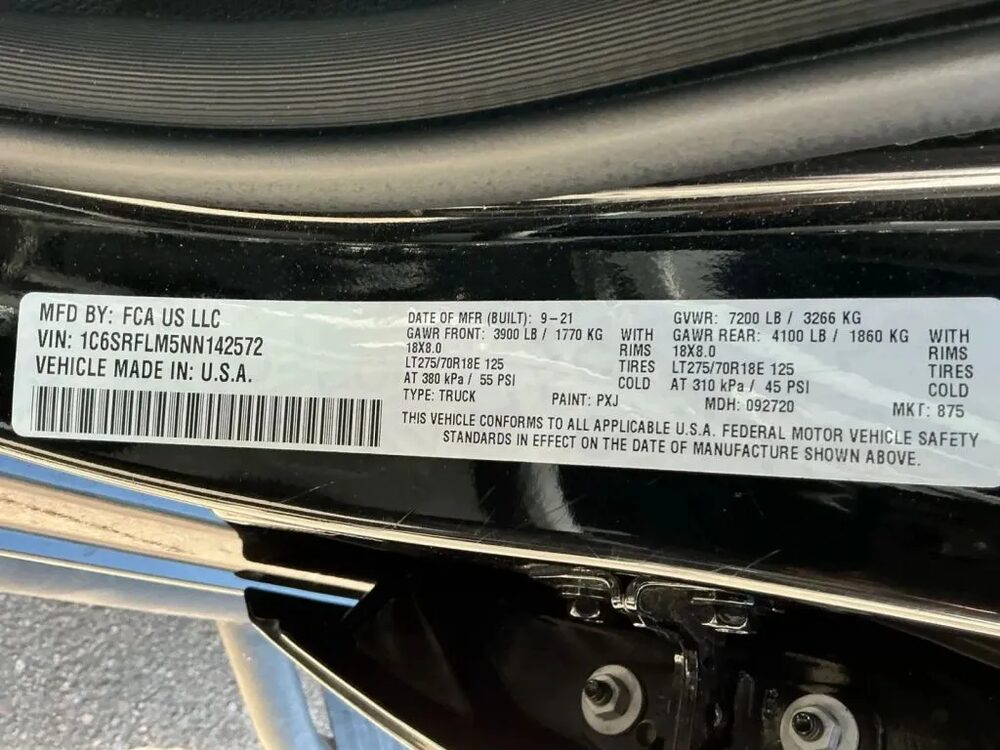 MFD BY: FCA US LLC
VIN: 1C6SRFLM5NN142572
VEHICLE MADE IN: U.S.A.
DATE OF MFR (BUILT): 9-21
GAWR FRONT: 3900 LB / 1770 KG WITH
18X8.0 RIMS
LT275/70R18E 125 TIRES
AT 380 kPa / 55 PSI COLD
TYPE: TRUCK PAINT: PXJ
GVWR: 7200 LB / 3266 KG
GAWR REAR: 4100 LB / 1860 KG WITH
18X8.0 RIMS
LT275/70R18E 125 TIRES
AT 310 kPa / 45 PSI COLD
MDH: 092720 MKT: 875
THIS VEHICLE CONFORMS TO ALL APPLICABLE U.S.A. FEDERAL MOTOR VEHICLE SAFETY
STANDARDS IN EFFECT ON THE DATE OF MANUFACTURE SHOWN ABOVE.